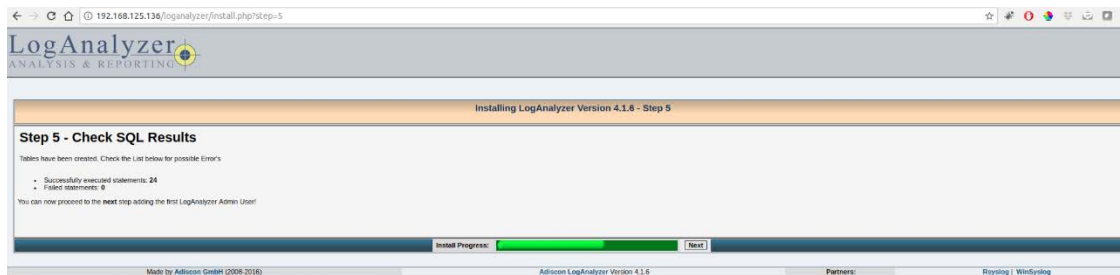 192.168.125.136/loganalyzer/install.php?step=5
LogAnalyzer
ANALYSIS & REPORTING
Installing LogAnalyzer Version 4.1.6 - Step 5
Step 5 - Check SQL Results
Tables have been created. Check the List below for possible Error's
Successfully executed statements: 24
Failed statements: 0
You can now proceed to the next step adding the first LogAnalyzer Admin User!
Install Progress:
Next
Made by Adiscon GmbH (2008-2016)
Adiscon LogAnalyzer Version 4.1.6
Partners:
Rsyslog | WinSyslog